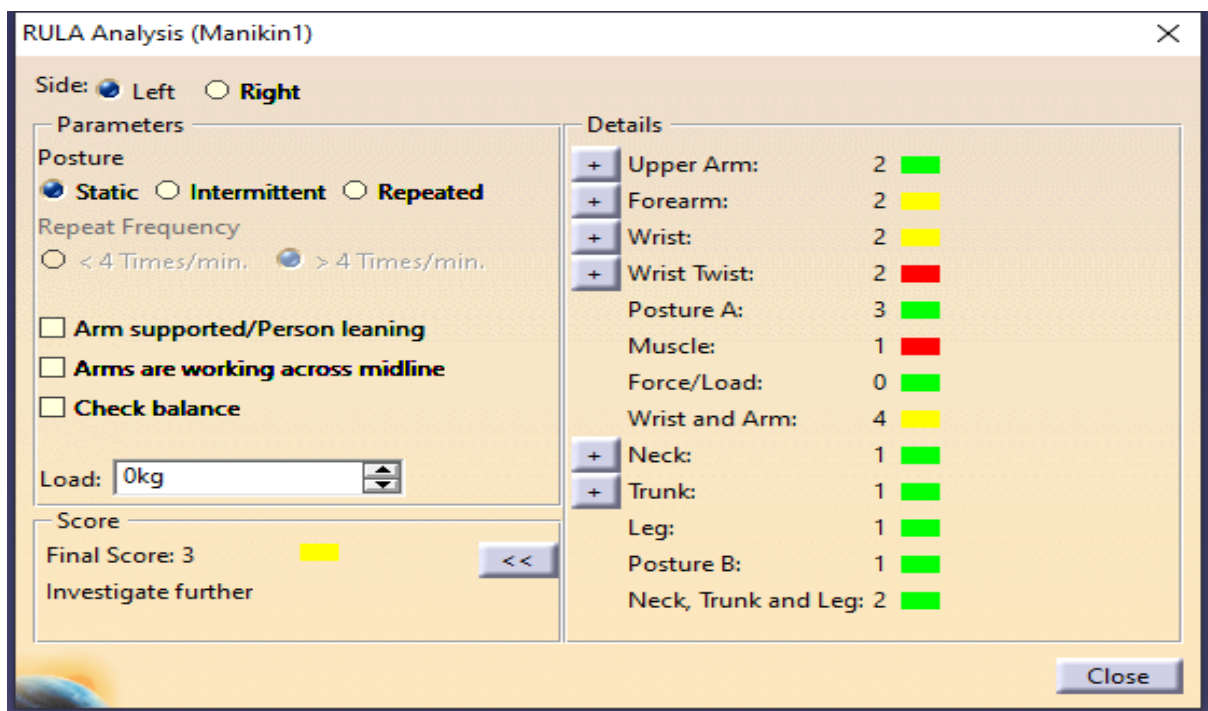 RULA Analysis (Manikin1)
Side: Left Right
Parameters
Posture
Static Intermittent Repeated
Repeat Frequency
< 4 Times/min. > 4 Times/min.
Arm supported/Person leaning
Arms are working across midline
Check balance
Load: 0kg
Score
Final Score: 3
<<
Investigate further
Details
+ Upper Arm: 2
+ Forearm: 2
+ Wrist: 2
+ Wrist Twist: 2
Posture A: 3
Muscle: 1
Force/Load: 0
Wrist and Arm: 4
+ Neck: 1
+ Trunk: 1
Leg: 1
Posture B: 1
Neck, Trunk and Leg: 2
Close